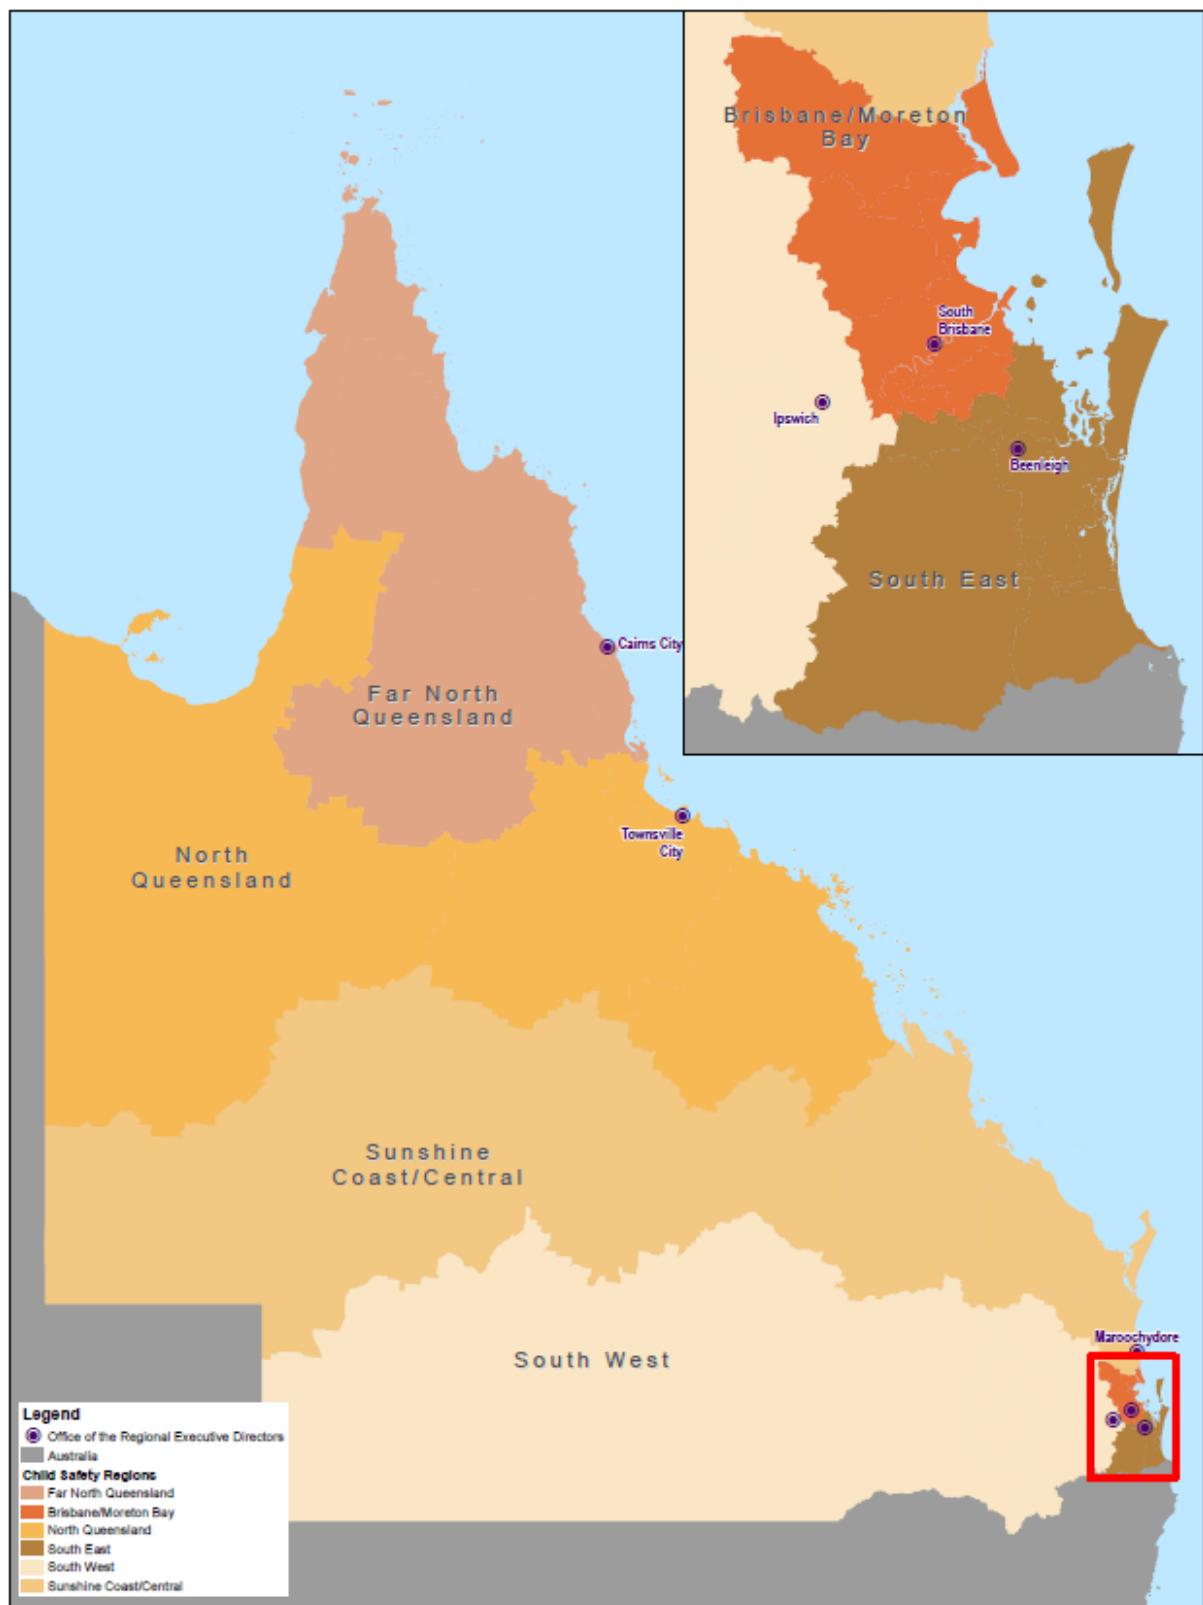 Brisbane/Moreton
Bay
South
Brisbane
Ipswich
Beenleigh
South East
Cairns City
Far North
Queensland
Townsville
City
North
Queensland
Sunshine
Coast/Central
Maroochydore
South West
Legend
Office of the Regional Executive Directors
Australia
Child Safety Regions
Far North Queensland
Brisbane/Moreton Bay
North Queensland
South East
South West
Sunshine Coast/Central